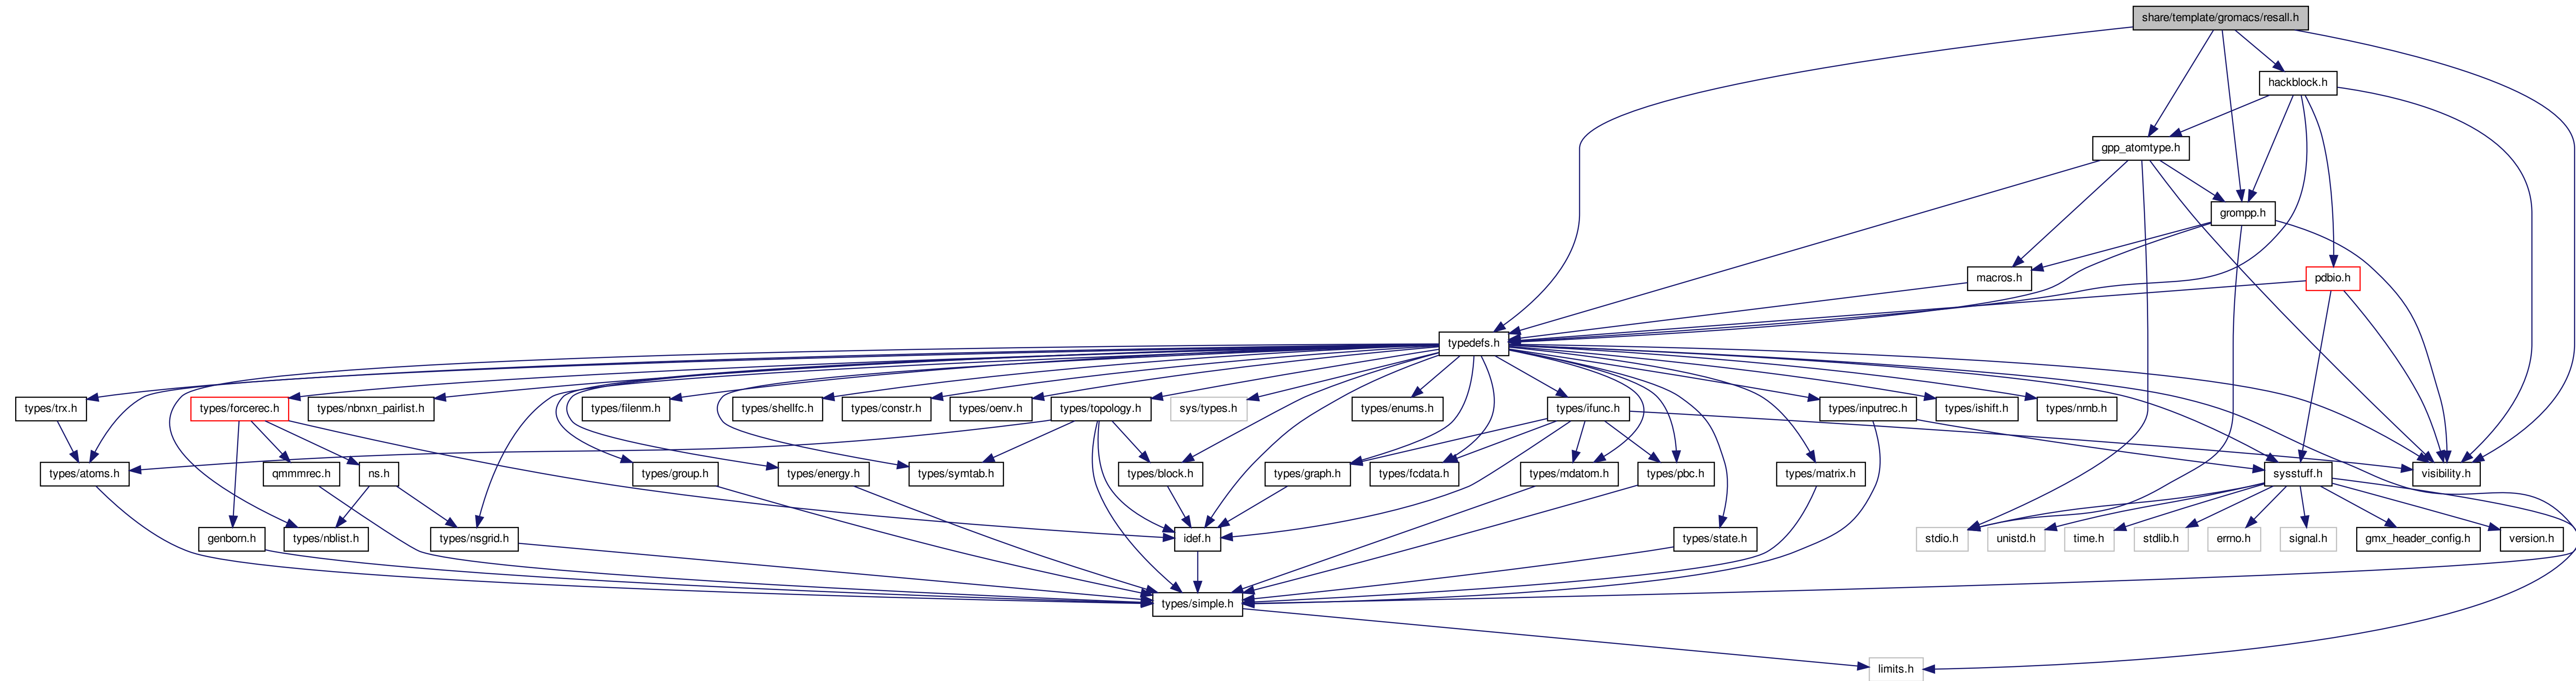 share/template/gromacs/resall.h
hackblock.h
gpp_atomtype.h
grompp.h
macros.h
pdbio.h
typedefs.h
types/trx.h
types/forcerec.h
types/nbnxn_pairlist.h
types/filenm.h
types/shellfc.h
types/constr.h
types/oenv.h
types/topology.h
sys/types.h
types/enums.h
types/ifunc.h
types/inputrec.h
types/ishift.h
types/nrnb.h
types/atoms.h
qmmmrec.h
ns.h
types/group.h
types/energy.h
types/symtab.h
types/block.h
types/graph.h
types/fcdata.h
types/mdatom.h
types/pbc.h
types/matrix.h
sysstuff.h
visibility.h
genborn.h
types/nblist.h
types/nsgrid.h
idef.h
types/state.h
stdio.h
unistd.h
time.h
stdlib.h
errno.h
signal.h
gmx_header_config.h
version.h
types/simple.h
limits.h